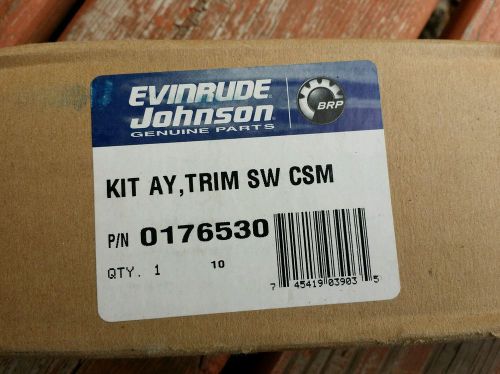 EVINRUDE
Johnson
GENUINE PARTS
BRP
KIT AY,TRIM SW CSM
P/N 0176530
QTY. 1 10
7 45419 03903 5